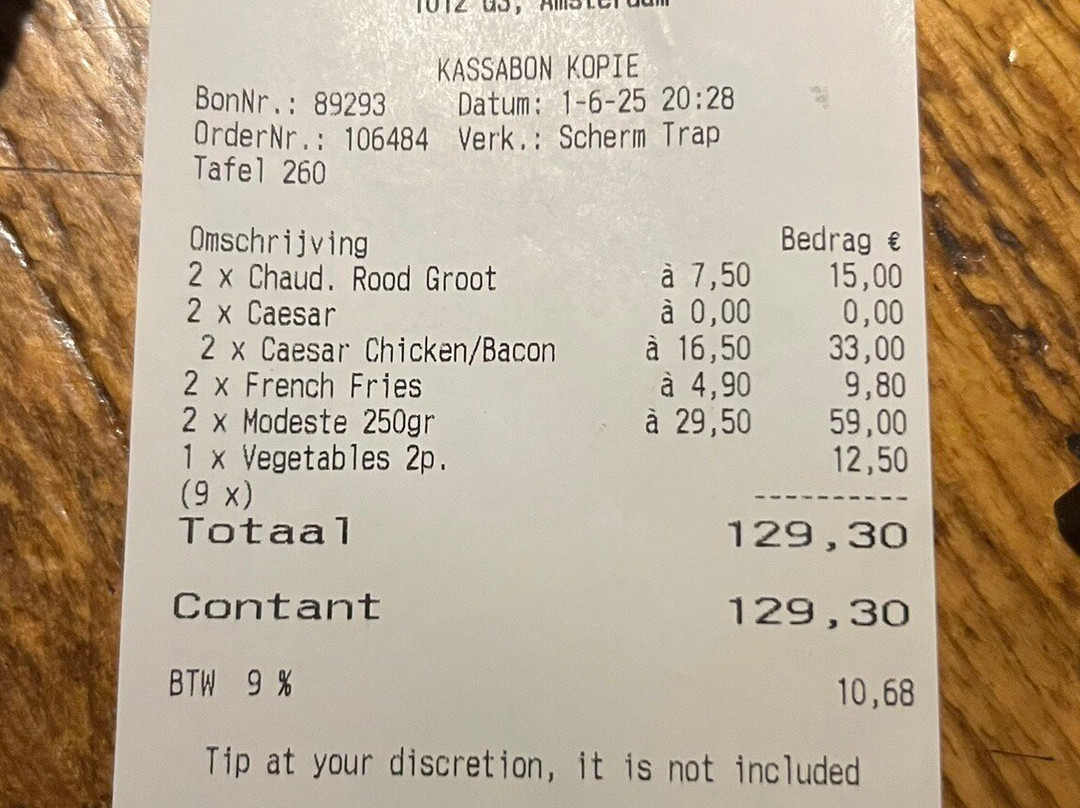 1012 GS, Amsterdam
KASSABON KOPIE
BonNr.: 89293 Datum: 1-6-25 20:28
OrderNr.: 106484 Verk.: Scherm Trap
Tafel 260
Omschrijving Bedrag €
2 x Chaud. Rood Groot à 7,50 15,00
2 x Caesar à 0,00 0,00
2 x Caesar Chicken/Bacon à 16,50 33,00
2 x French Fries à 4,90 9,80
2 x Modeste 250gr à 29,50 59,00
1 x Vegetables 2p. 12,50
(9 x) ----------
Totaal 129,30
Contant 129,30
BTW 9 % 10,68
Tip at your discretion, it is not included